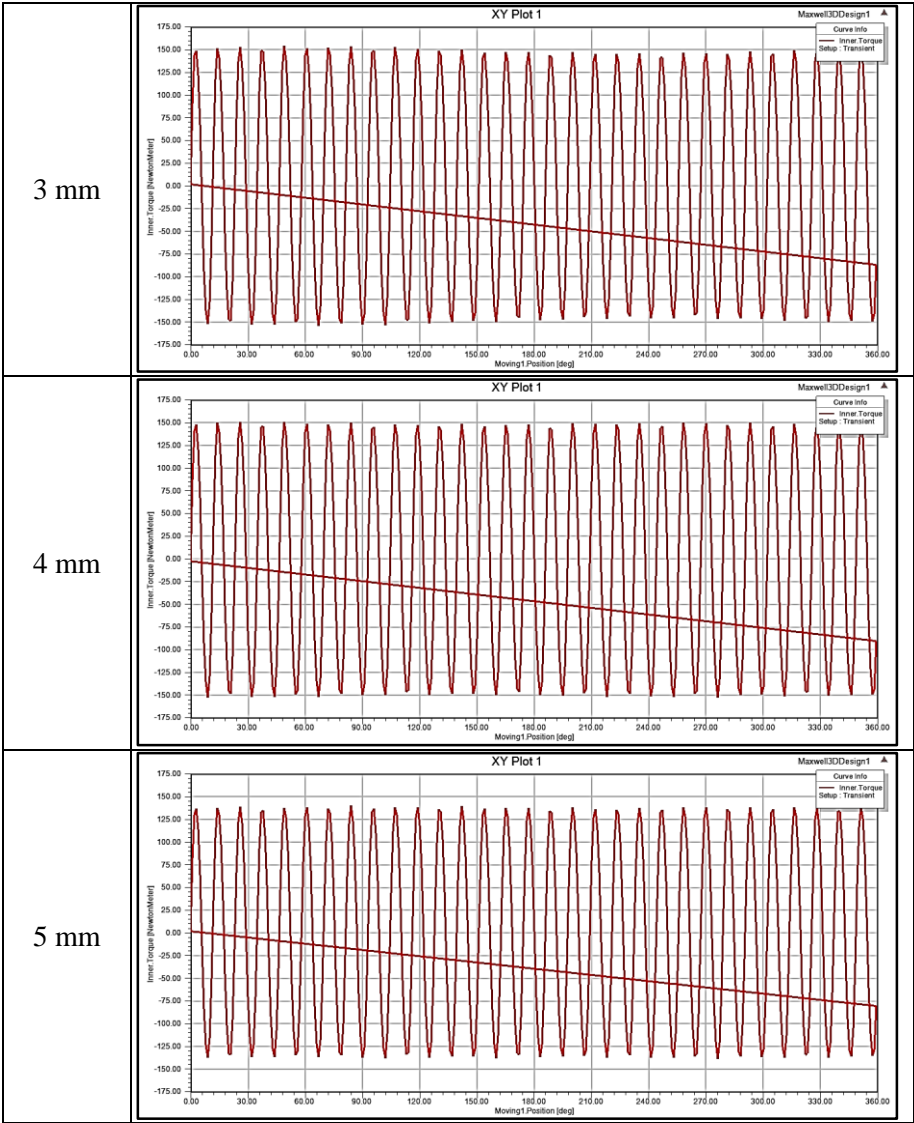 3 mm
XY Plot 1
Maxwell3DDesign1
Curve Info
Inner.Torque
Setup : Transient
175.00
150.00
125.00
100.00
75.00
50.00
25.00
0.00
-25.00
-50.00
-75.00
-100.00
-125.00
-150.00
-175.00
Inner.Torque [NewtonMeter]
0.00 30.00 60.00 90.00 120.00 150.00 180.00 210.00 240.00 270.00 300.00 330.00 360.00
Moving1.Position [deg]
4 mm
XY Plot 1
Maxwell3DDesign1
Curve Info
Inner.Torque
Setup : Transient
175.00
150.00
125.00
100.00
75.00
50.00
25.00
0.00
-25.00
-50.00
-75.00
-100.00
-125.00
-150.00
-175.00
Inner.Torque [NewtonMeter]
0.00 30.00 60.00 90.00 120.00 150.00 180.00 210.00 240.00 270.00 300.00 330.00 360.00
Moving1.Position [deg]
5 mm
XY Plot 1
Maxwell3DDesign1
Curve Info
Inner.Torque
Setup : Transient
175.00
150.00
125.00
100.00
75.00
50.00
25.00
0.00
-25.00
-50.00
-75.00
-100.00
-125.00
-150.00
-175.00
Inner.Torque [NewtonMeter]
0.00 30.00 60.00 90.00 120.00 150.00 180.00 210.00 240.00 270.00 300.00 330.00 360.00
Moving1.Position [deg]